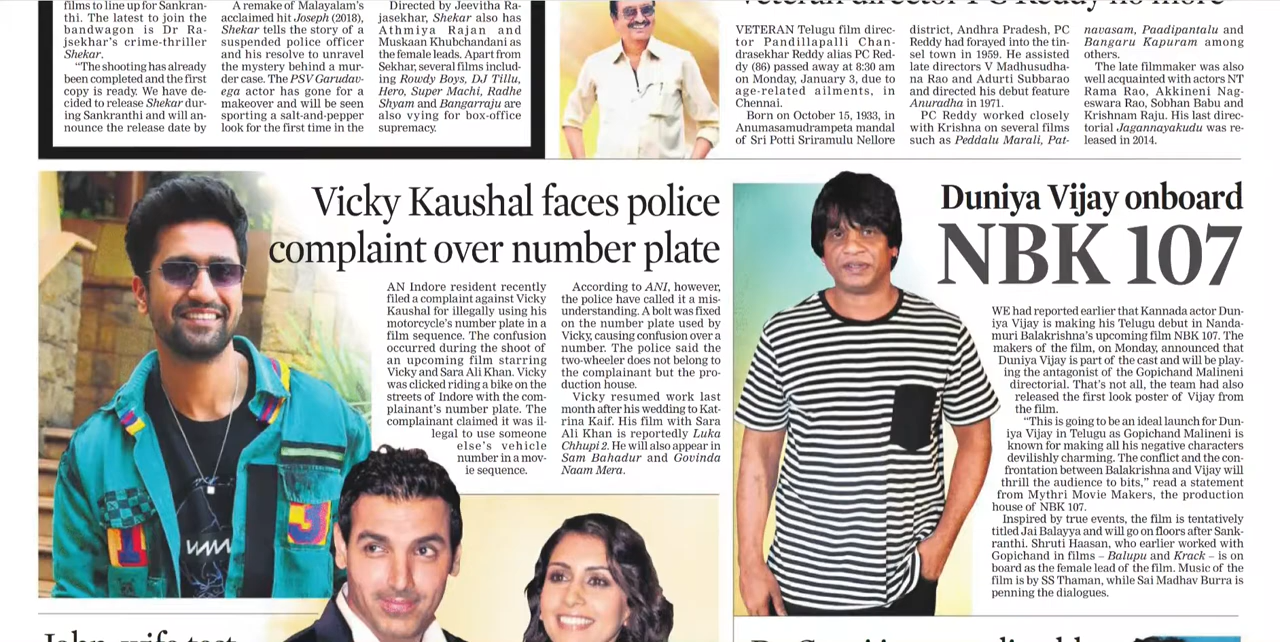 films to line up for Sankran-
thi. The latest to join the
bandwagon is Dr Ra-
jsekhar's crime-thriller
Shekar.
"The shooting has already
been completed and the first
copy is ready. We have de-
cided to release Shekar dur-
ing Sankranthi and will an-
nounce the release date by
A remake of Malayalam's
acclaimed hit Joseph (2018),
Shekar tells the story of a
suspended police officer
and his resolve to unravel
the mystery behind a mur-
der case. The PSV Garudav-
ega actor has gone for a
makeover and will be seen
sporting a salt-and-pepper
look for the first time in the
Directed by Jeevitha Ra-
jasekhar, Shekar also has
Athmiya Rajan and
Muskaan Khubchandani as
the female leads. Apart from
Sekhar, several films includ-
ing Rowdy Boys, DJ Tillu,
Hero, Super Machi, Radhe
Shyam and Bangarraju are
also vying for box-office
supremacy.
Veteran director PC Reddy no more
VETERAN Telugu film direc-
tor Pandillapalli Chan-
drasekhar Reddy alias PC Red-
dy (86) passed away at 8:30 am
on Monday, January 3, due to
age-related ailments, in
Chennai.
Born on October 15, 1933, in
Anumasamudrampeta mandal
of Sri Potti Sriramulu Nellore
district, Andhra Pradesh, PC
Reddy had forayed into the tin-
sel town in 1959. He assisted
late directors V Madhusudha-
na Rao and Adurti Subbarao
and directed his debut feature
Anuradha in 1971.
PC Reddy worked closely
with Krishna on several films
such as Peddalu Marali, Pat-
navasam, Paadipantalu and
Bangaru Kapuram among
others.
The late filmmaker was also
well acquainted with actors NT
Rama Rao, Akkineni Nag-
eswara Rao, Sobhan Babu and
Krishnam Raju. His last direc-
torial Jagannayakudu was re-
leased in 2014.
Vicky Kaushal faces police
complaint over number plate
AN Indore resident recently
filed a complaint against Vicky
Kaushal for illegally using his
motorcycle's number plate in a
film sequence. The confusion
occurred during the shoot of
an upcoming film starring
Vicky and Sara Ali Khan. Vicky
was clicked riding a bike on the
streets of Indore with the com-
plainant's number plate. The
complainant claimed it was il-
legal to use someone
else's vehicle
number in a mov-
ie sequence.
According to ANI, however,
the police have called it a mis-
understanding. A bolt was fixed
on the number plate used by
Vicky, causing confusion over a
number. The police said the
two-wheeler does not belong to
the complainant but the pro-
duction house.
Vicky resumed work last
month after his wedding to Kat-
rina Kaif. His film with Sara
Ali Khan is reportedly Luka
Chhupi 2. He will also appear in
Sam Bahadur and Govinda
Naam Mera.
Duniya Vijay onboard
NBK 107
WE had reported earlier that Kannada actor Dun-
iya Vijay is making his Telugu debut in Nanda-
muri Balakrishna's upcoming film NBK 107. The
makers of the film, on Monday, announced that
Duniya Vijay is part of the cast and will be play-
ing the antagonist of the Gopichand Malineni
directorial. That's not all, the team had also
released the first look poster of Vijay from
the film.
"This is going to be an ideal launch for Dun-
iya Vijay in Telugu as Gopichand Malineni is
known for making all his negative characters
devilishly charming. The conflict and the con-
frontation between Balakrishna and Vijay will
thrill the audience to bits," read a statement
from Mythri Movie Makers, the production
house of NBK 107.
Inspired by true events, the film is tentatively
titled Jai Balayya and will go on floors after Sank-
ranthi. Shruti Haasan, who earlier worked with
Gopichand in films – Balupu and Krack – is on
board as the female lead of the film. Music of the
film is by SS Thaman, while Sai Madhav Burra is
penning the dialogues.
1
3
John, wife test